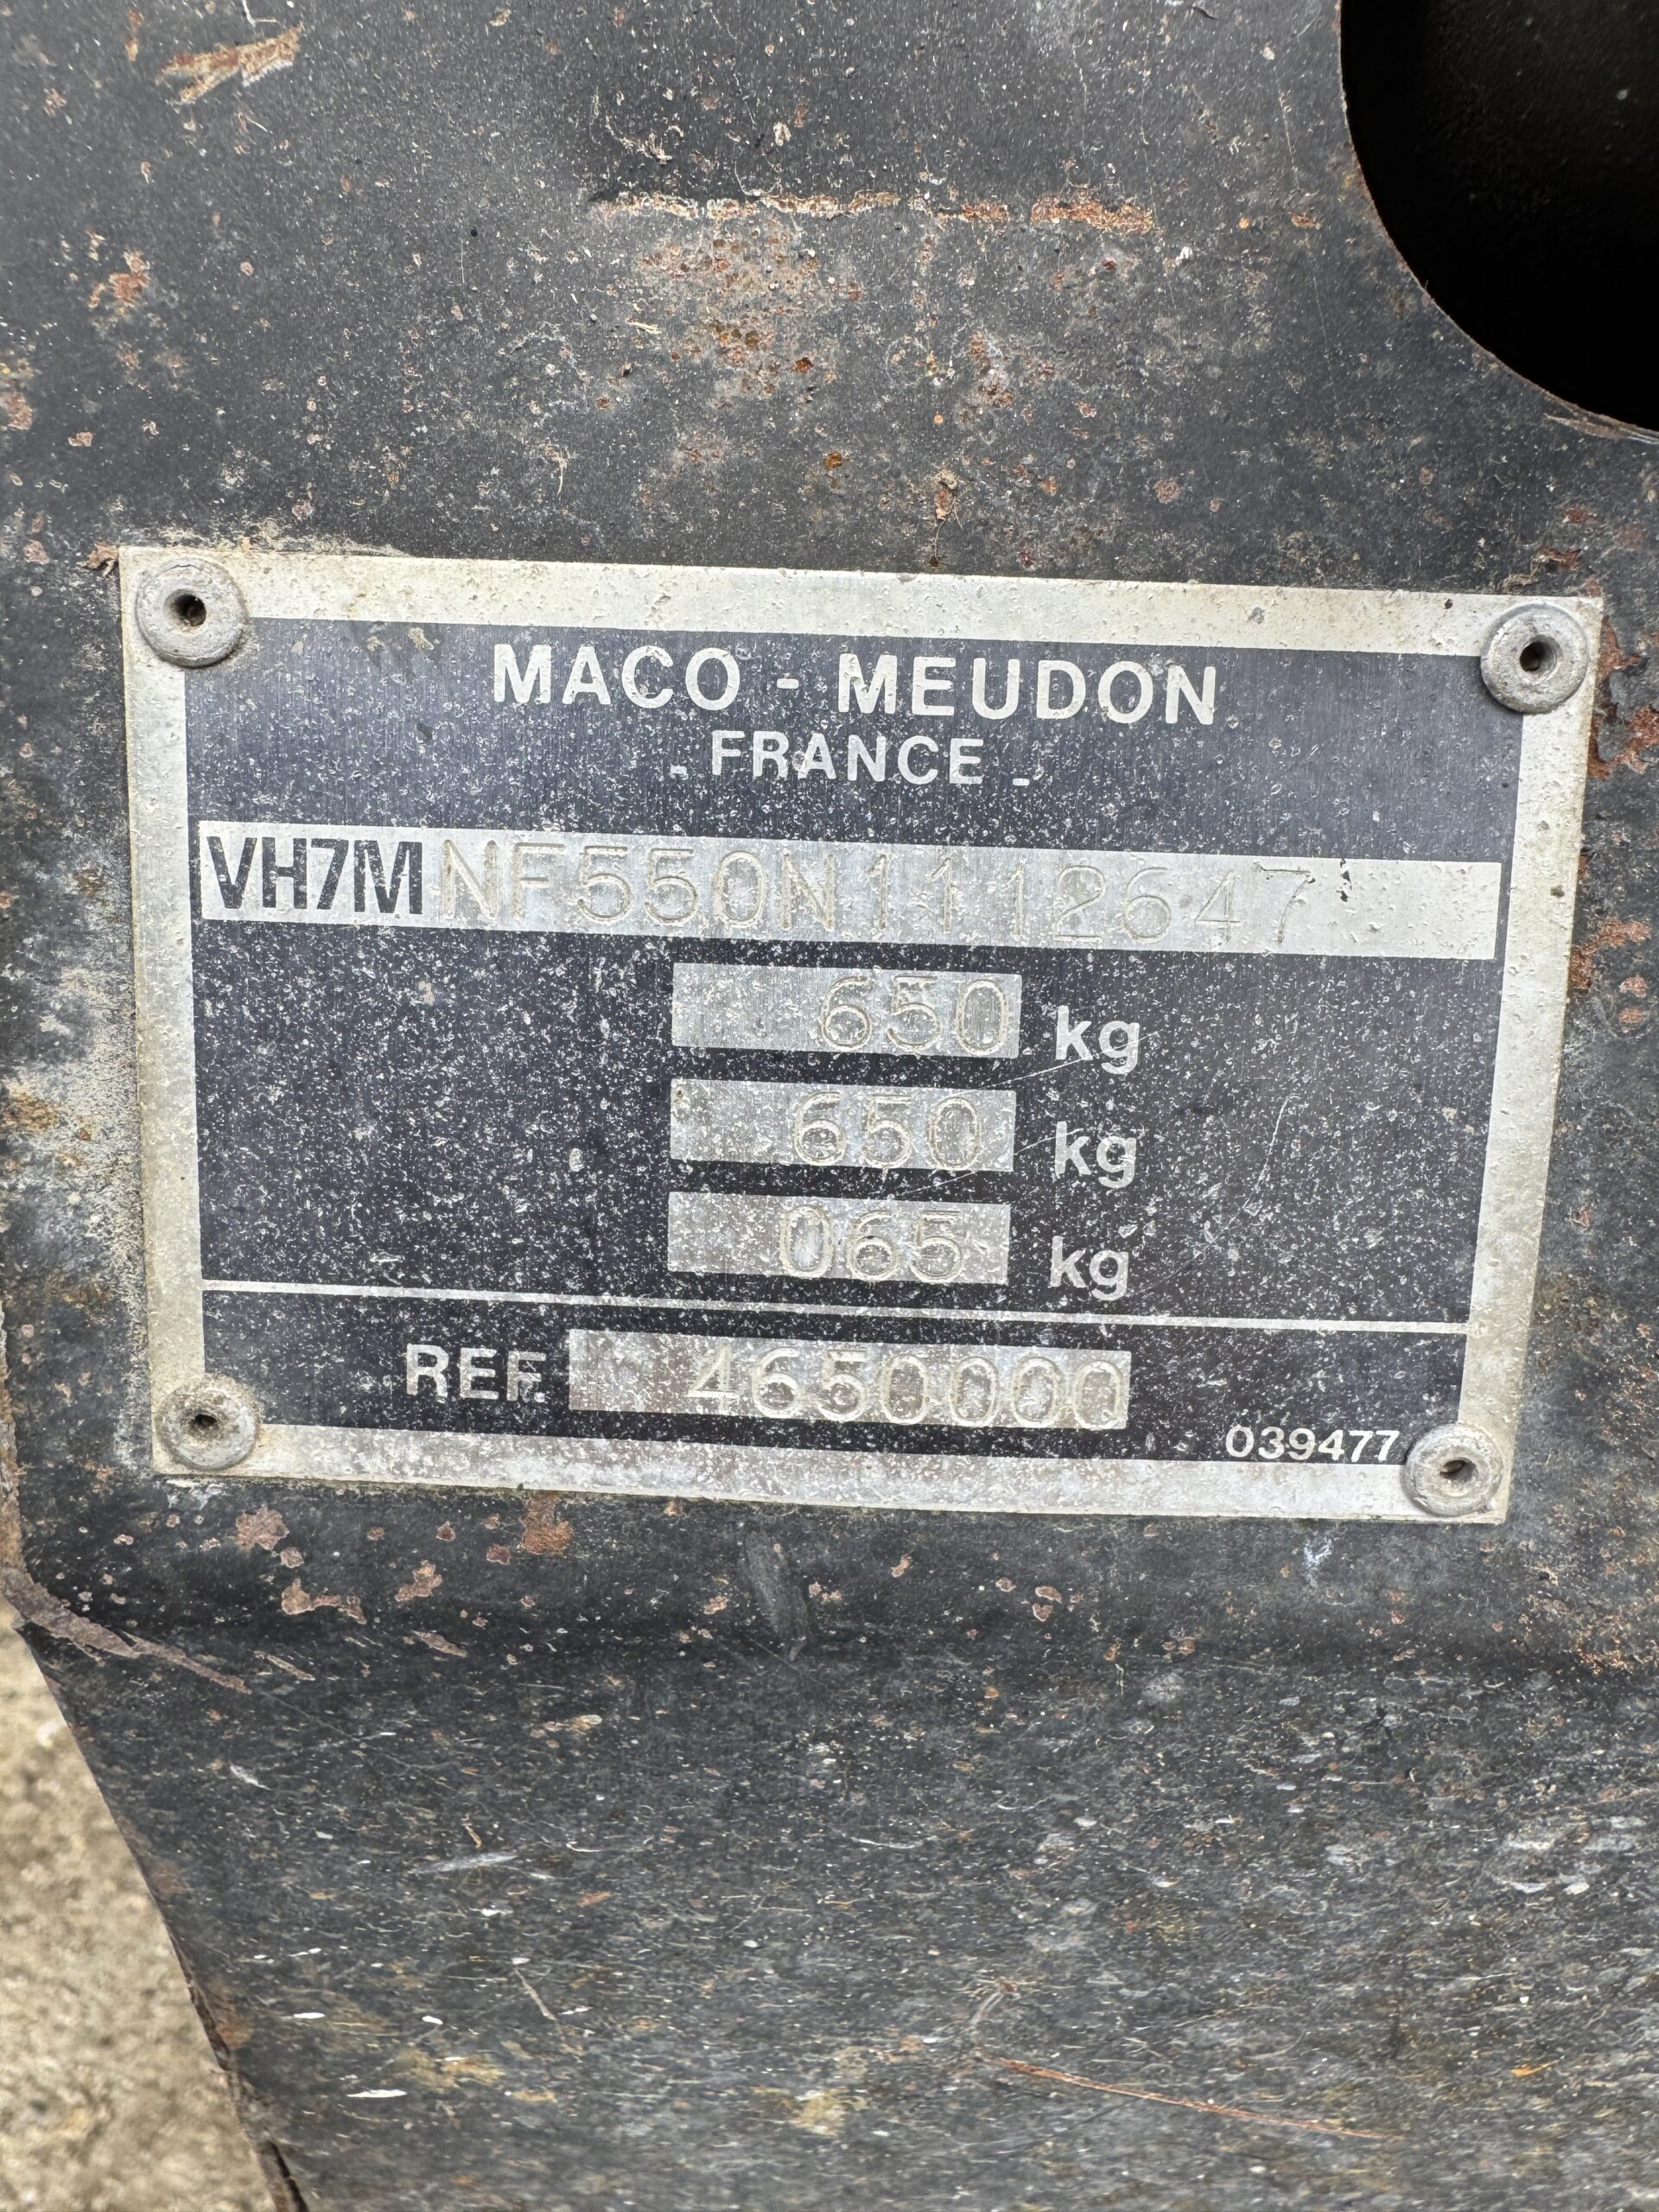 MACO - MEUDON
- FRANCE -
VH7MNF550N1112647
650 kg
650 kg
065 kg
REF. 4650000
039477